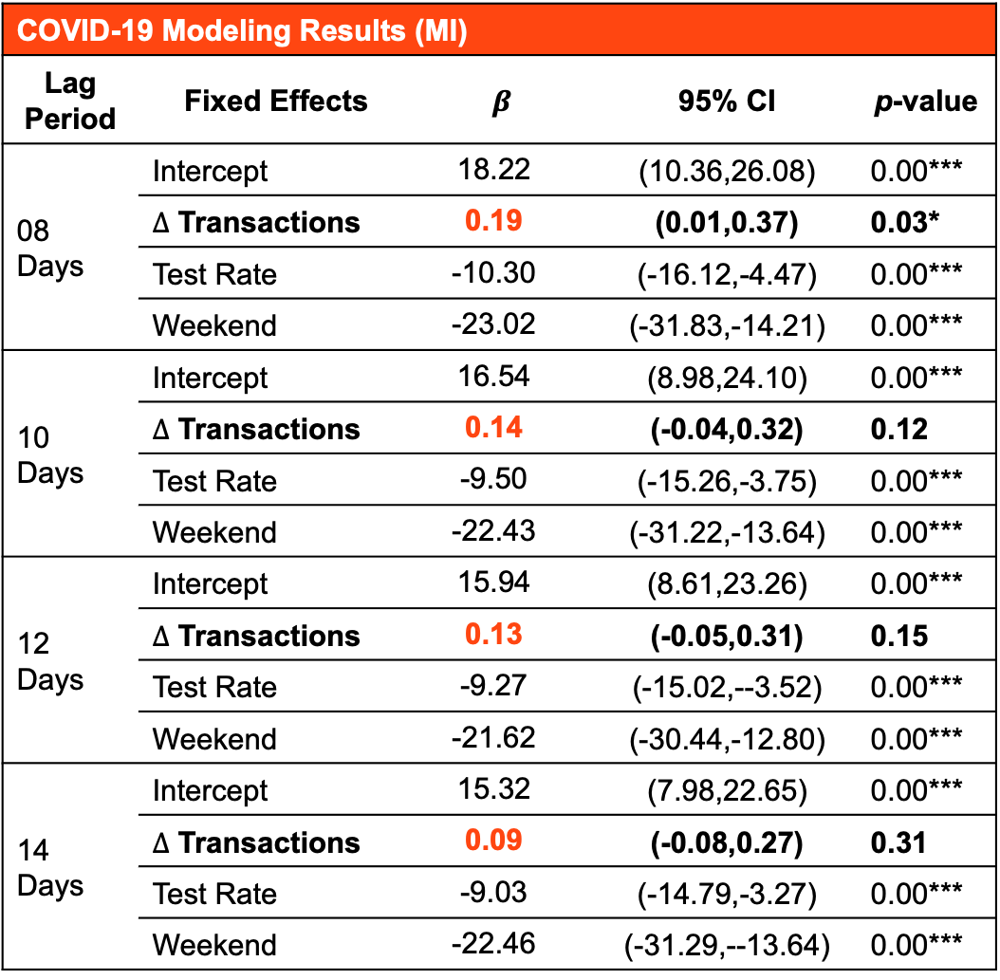 COVID-19 Modeling Results (MI)
Lag Period Fixed Effects β 95% CI p-value
08 Days
Intercept 18.22 (10.36,26.08) 0.00***
Δ Transactions 0.19 (0.01,0.37) 0.03*
Test Rate -10.30 (-16.12,-4.47) 0.00***
Weekend -23.02 (-31.83,-14.21) 0.00***
10 Days
Intercept 16.54 (8.98,24.10) 0.00***
Δ Transactions 0.14 (-0.04,0.32) 0.12
Test Rate -9.50 (-15.26,-3.75) 0.00***
Weekend -22.43 (-31.22,-13.64) 0.00***
12 Days
Intercept 15.94 (8.61,23.26) 0.00***
Δ Transactions 0.13 (-0.05,0.31) 0.15
Test Rate -9.27 (-15.02,--3.52) 0.00***
Weekend -21.62 (-30.44,-12.80) 0.00***
14 Days
Intercept 15.32 (7.98,22.65) 0.00***
Δ Transactions 0.09 (-0.08,0.27) 0.31
Test Rate -9.03 (-14.79,-3.27) 0.00***
Weekend -22.46 (-31.29,--13.64) 0.00***